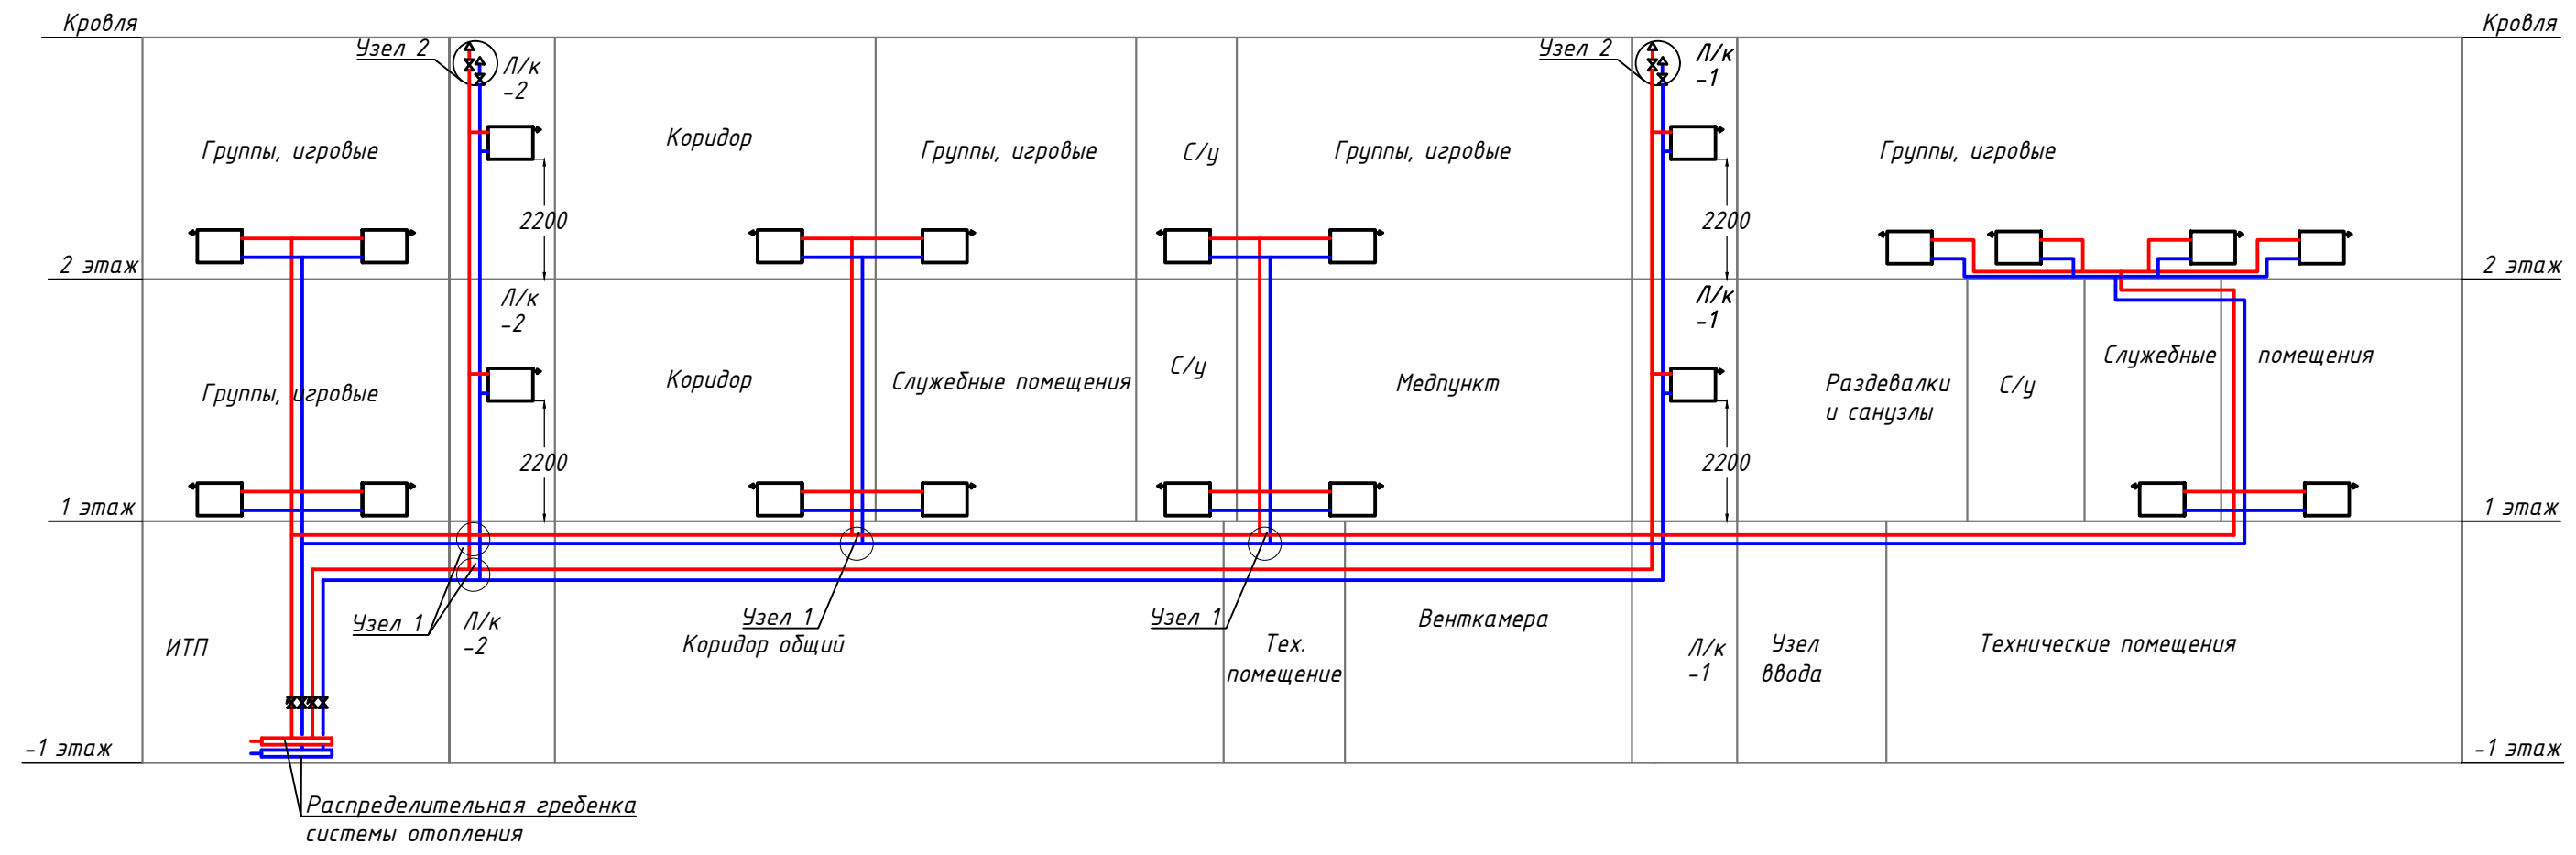 Кровля
Кровля
Узел 2
Л/к
-2
Узел 2
Л/к
-1
Группы, игровые
Коридор
Группы, игровые
С/у
Группы, игровые
Группы, игровые
2200
2200
2 этаж
2 этаж
Л/к
-2
Л/к
-1
Группы, игровые
Коридор
Служебные помещения
С/у
Медпункт
Раздевалки
и санузлы
С/у
Служебные помещения
2200
2200
1 этаж
1 этаж
ИТП
Узел 1
Л/к
-2
Узел 1
Коридор общий
Узел 1
Тех.
помещение
Венткамера
Л/к
-1
Узел
ввода
Технические помещения
-1 этаж
-1 этаж
Распределительная гребенка
системы отопления